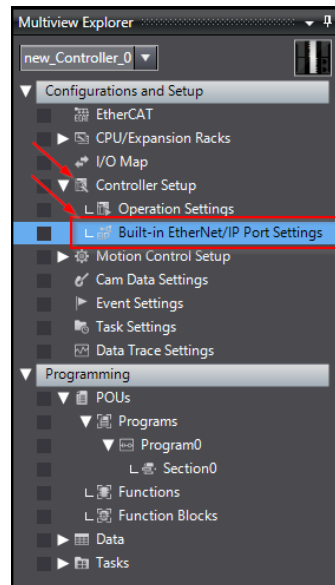 Multiview Explorer
new_Controller_0
Configurations and Setup
EtherCAT
CPU/Expansion Racks
I/O Map
Controller Setup
Operation Settings
Built-in EtherNet/IP Port Settings
Motion Control Setup
Cam Data Settings
Event Settings
Task Settings
Data Trace Settings
Programming
POUs
Programs
Program0
Section0
Functions
Function Blocks
Data
Tasks